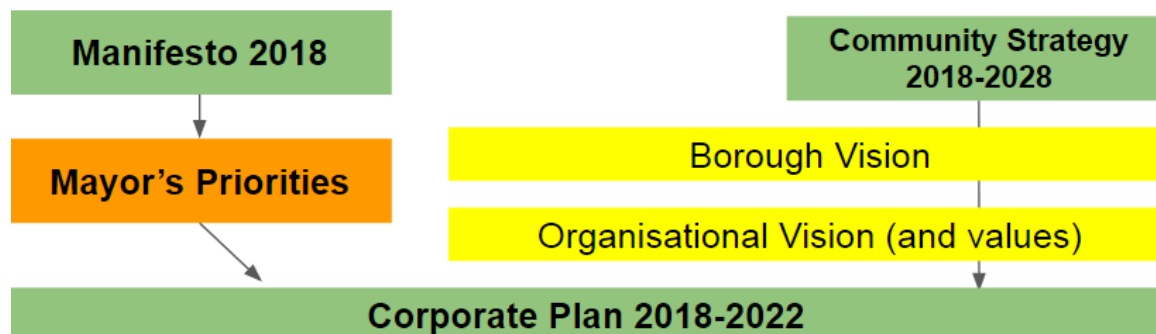 Manifesto 2018
Community Strategy
2018-2028
Borough Vision
Mayor’s Priorities
Organisational Vision (and values)
Corporate Plan 2018-2022